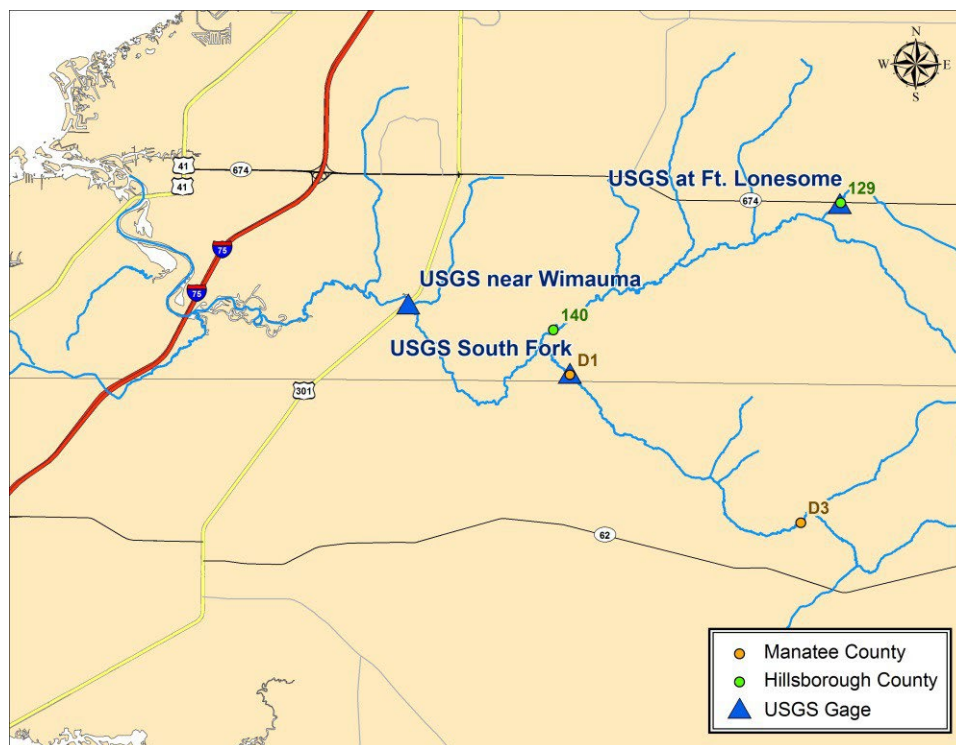 N
W E
S
41
674
41
USGS at Ft. Lonesome
129
674
75
75
USGS near Wimauma
140
USGS South Fork
D1
301
D3
62
Manatee County
Hillsborough County
USGS Gage